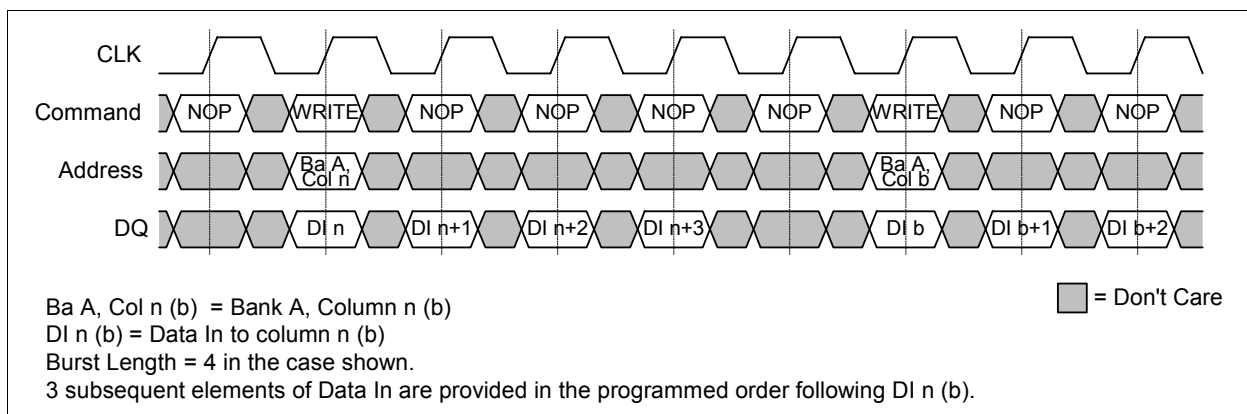 CLK
Command NOP WRITE NOP NOP NOP NOP WRITE NOP NOP
Address Ba A, Col n Ba A, Col b
DQ DI n DI n+1 DI n+2 DI n+3 DI b DI b+1 DI b+2
= Don't Care
Ba A, Col n (b) = Bank A, Column n (b)
DI n (b) = Data In to column n (b)
Burst Length = 4 in the case shown.
3 subsequent elements of Data In are provided in the programmed order following DI n (b).